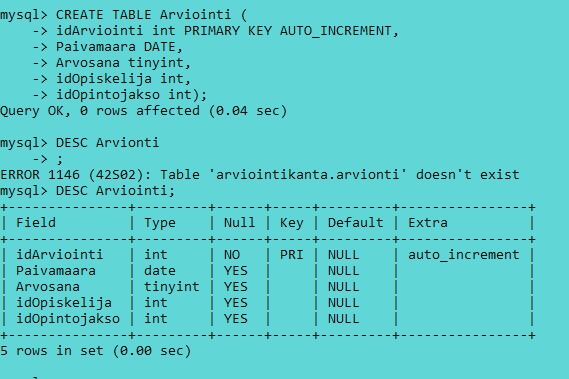 mysql> CREATE TABLE Arviointi (
    -> idArviointi int PRIMARY KEY AUTO_INCREMENT,
    -> Paivamaara DATE,
    -> Arvosana tinyint,
    -> idOpiskelija int,
    -> idOpintojakso int);
Query OK, 0 rows affected (0.04 sec)

mysql> DESC Arvionti
    -> ;
ERROR 1146 (42S02): Table 'arviointikanta.arvionti' doesn't exist
mysql> DESC Arviointi;
+---------------+---------+------+-----+---------+----------------+
| Field         | Type    | Null | Key | Default | Extra          |
+---------------+---------+------+-----+---------+----------------+
| idArviointi   | int     | NO   | PRI | NULL    | auto_increment |
| Paivamaara    | date    | YES  |     | NULL    |                |
| Arvosana      | tinyint | YES  |     | NULL    |                |
| idOpiskelija  | int     | YES  |     | NULL    |                |
| idOpintojakso | int     | YES  |     | NULL    |                |
+---------------+---------+------+-----+---------+----------------+
5 rows in set (0.00 sec)